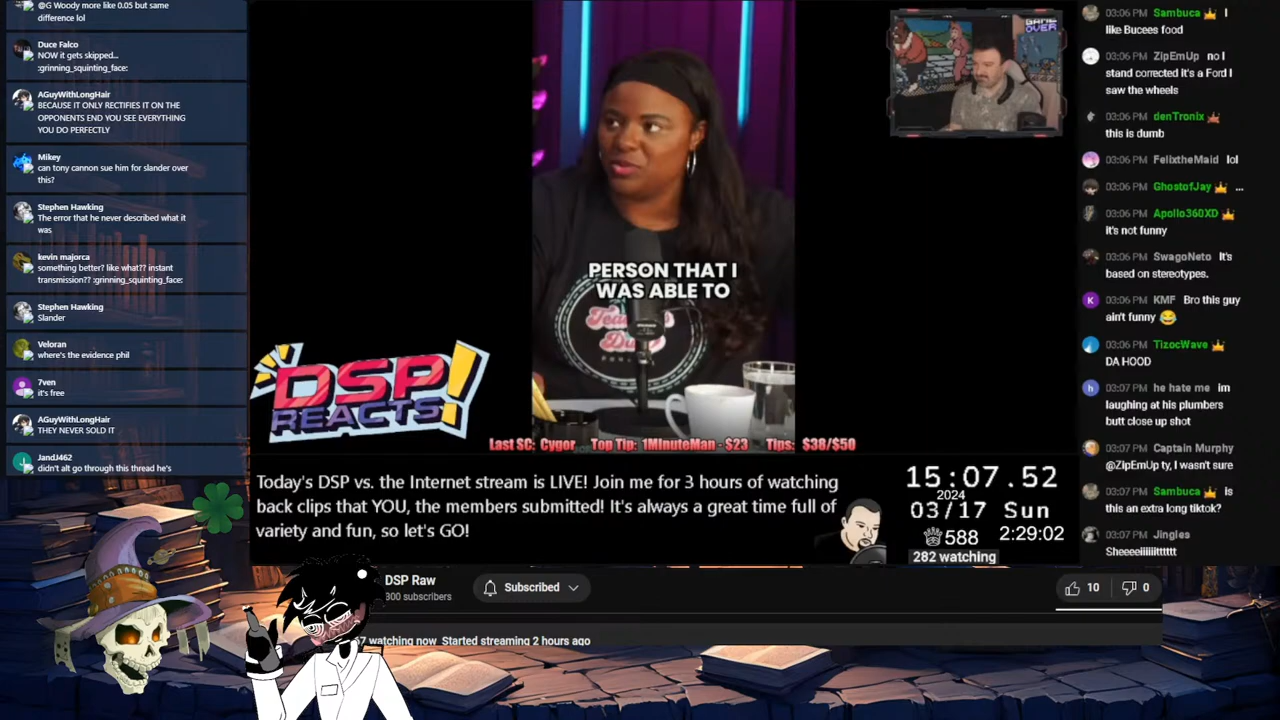 @G Woody more like 0.05 but same
difference lol
Duce Falco
NOW it gets skipped...
:grinning_squinting_face:
AGuyWithLongHair
BECAUSE IT ONLY RECTIFIES IT ON THE
OPPONENTS END YOU SEE EVERYTHING
YOU DO PERFECTLY
Mikey
can tony cannon sue him for slander over
this?
Stephen Hawking
The error that he never described what it
was
kevin majorca
something better? like what?? instant
transmission?? :grinning_squinting_face:
Stephen Hawking
Slander
Veloran
where's the evidence phil
7ven
it's free
AGuyWithLongHair
THEY NEVER SOLD IT
JandJ462
didn't alt go through this thread he's
PERSON THAT I
WAS ABLE TO
DSP
REACTS!
GAME
OVER
Last SC: Cygor Top Tip: 1MinuteMan - $23 Tips: $38/$50
Today's DSP vs. the Internet stream is LIVE! Join me for 3 hours of watching
back clips that YOU, the members submitted! It's always a great time full of
variety and fun, so let's GO!
15:07.52
2024
03/17 Sun
588 2:29:02
282 watching
DSP Raw
300 subscribers
Subscribed
10
0
57 watching now Started streaming 2 hours ago
03:06 PM Sambuca I
like Bucees food
03:06 PM ZipEmUp no I
stand corrected It's a Ford I
saw the wheels
03:06 PM denTronix
this is dumb
03:06 PM FelixtheMaid lol
03:06 PM GhostofJay ...
03:06 PM Apollo360XD
it's not funny
03:06 PM SwagoNeto It's
based on stereotypes.
03:06 PM KMF Bro this guy
ain't funny 😂
03:06 PM TizocWave
DA HOOD
03:07 PM he hate me im
laughing at his plumbers
butt close up shot
03:07 PM Captain Murphy
@ZipEmUp ty, I wasn't sure
03:07 PM Sambuca is
this an extra long tiktok?
03:07 PM Jingles
Sheeeeiiiiiitttttt